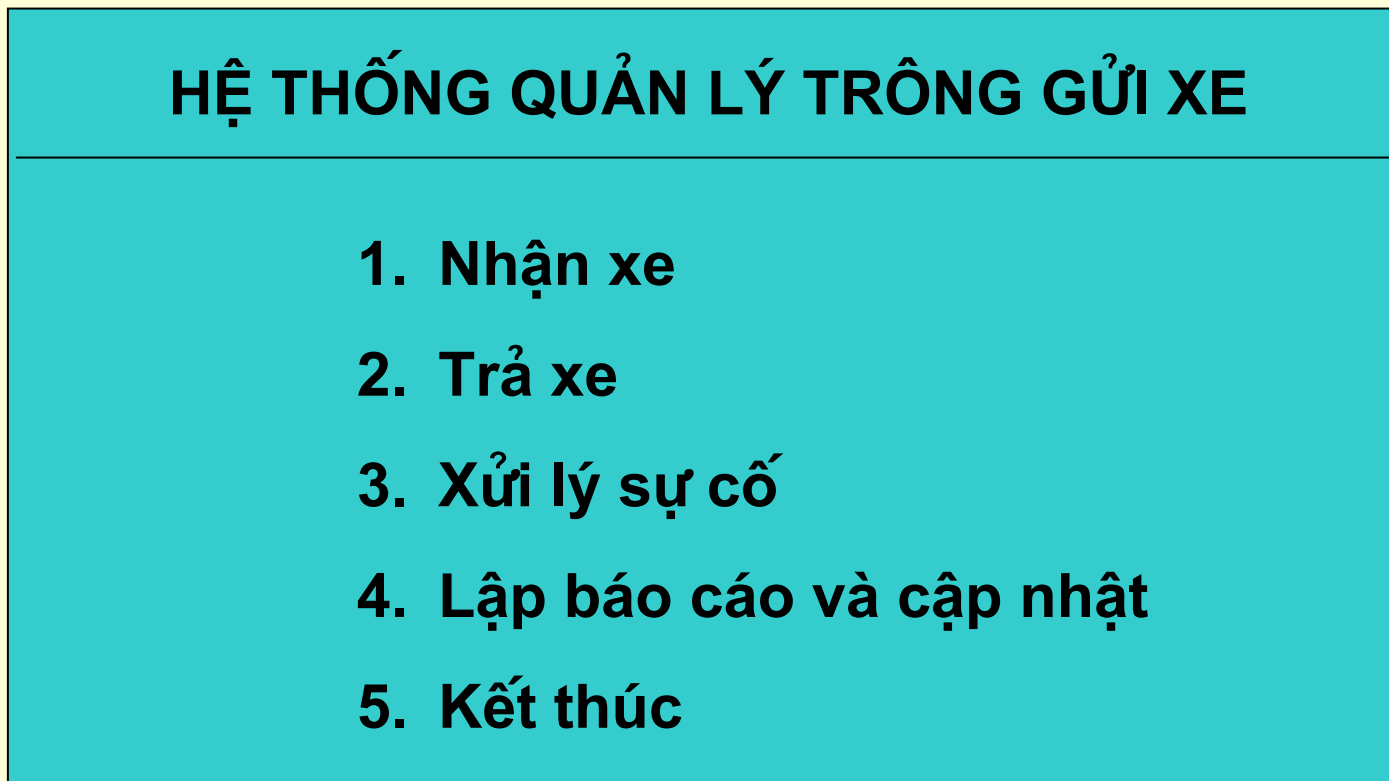 HỆ THỐNG QUẢN LÝ TRÔNG GỬI XE
1. Nhận xe
2. Trả xe
3. Xửi lý sự cố
4. Lập báo cáo và cập nhật
5. Kết thúc